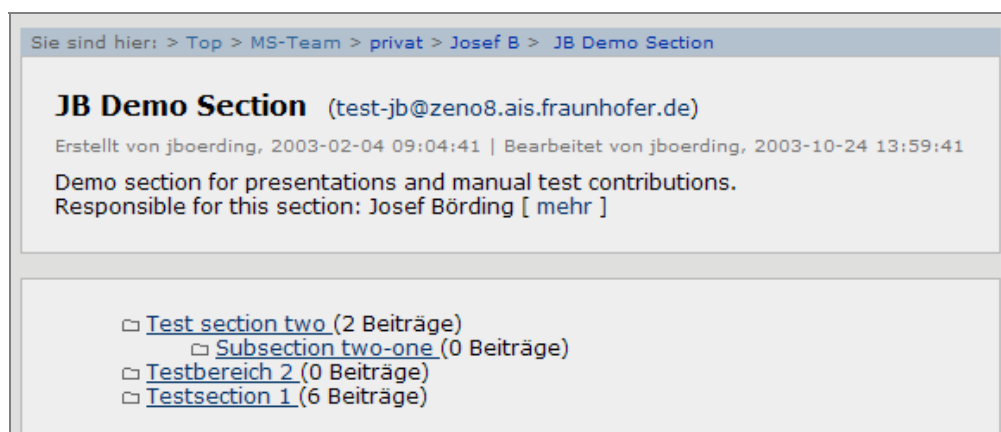 Sie sind hier: > Top > MS-Team > privat > Josef B > JB Demo Section
JB Demo Section (test-jb@zeno8.ais.fraunhofer.de)
Erstellt von jboerding, 2003-02-04 09:04:41 | Bearbeitet von jboerding, 2003-10-24 13:59:41
Demo section for presentations and manual test contributions.
Responsible for this section: Josef Börding [ mehr ]
Test section two (2 Beiträge)
Subsection two-one (0 Beiträge)
Testbereich 2 (0 Beiträge)
Testsection 1 (6 Beiträge)